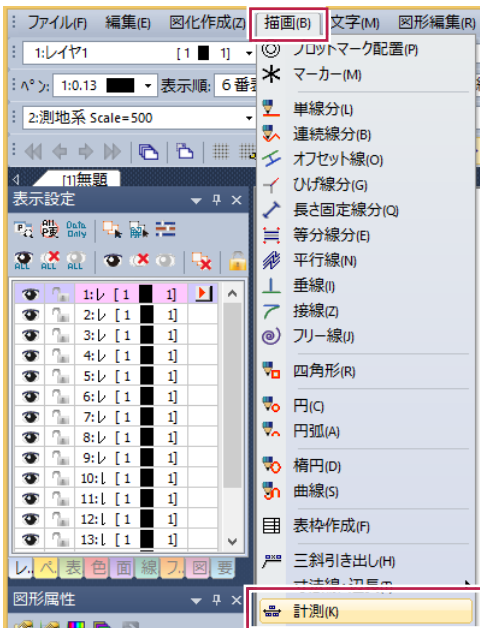 ファイル(F) 編集(E) 図化作成(Z) 描画(B) 文字(M) 図形編集(R)
1:レイヤ1 [1 1]
ペン: 1:0.13 表示順: 6番
2:測地系 Scale=500
[1]無題
表示設定
ALL Data Only
ALL ALL ALL
1:レ [1 1]
2:レ [1 1]
3:レ [1 1]
4:レ [1 1]
5:レ [1 1]
6:レ [1 1]
7:レ [1 1]
8:レ [1 1]
9:レ [1 1]
10:レ [1 1]
11:レ [1 1]
12:レ [1 1]
13:レ [1 1]
レ.. ペ. 表 色 面 線 フ.. 図 要
図形属性
プロットマーク配置(P)
マーカー(M)
単線分(L)
連続線分(B)
オフセット線(O)
ひげ線分(G)
長さ固定線分(Q)
等分線分(E)
平行線(N)
垂線(I)
接線(Z)
フリー線(J)
四角形(R)
円(C)
円弧(A)
楕円(D)
曲線(S)
表枠作成(F)
三斜引き出し(H)
計測(K)